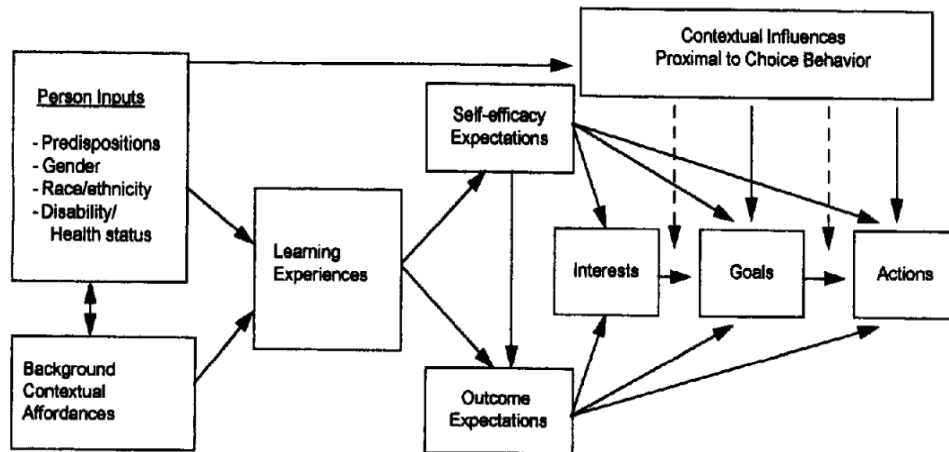 Contextual Influences
Proximal to Choice Behavior
Person Inputs
- Predispositions
- Gender
- Race/ethnicity
- Disability/
Health status
Self-efficacy
Expectations
Learning
Experiences
Interests
Goals
Actions
Background
Contextual
Affordances
Outcome
Expectations